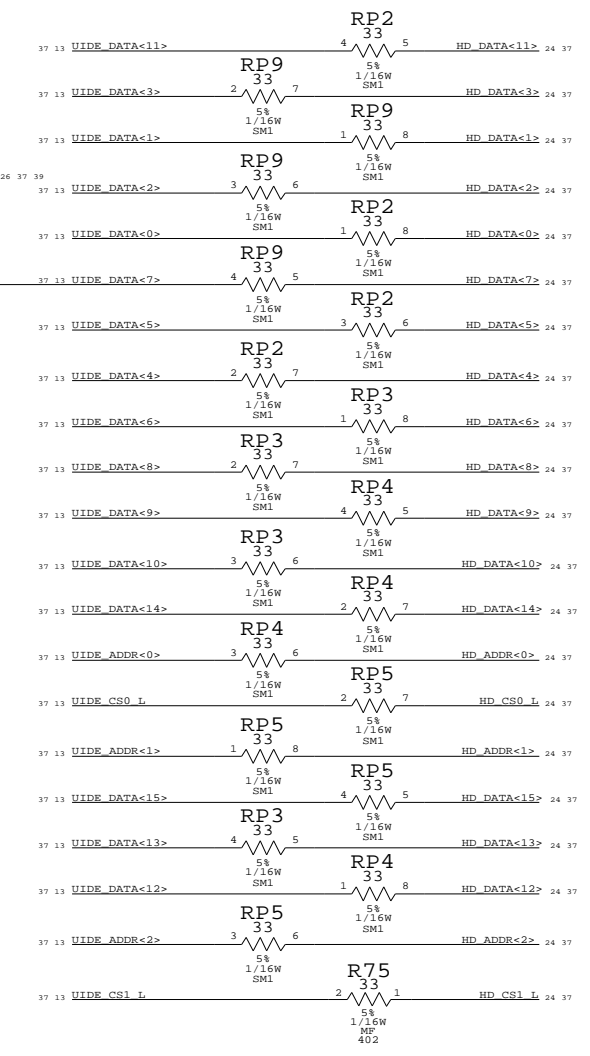 RP2
33
37 13 UIDE_DATA<11> 4 5 HD_DATA<11> 24 37
5%
1/16W
SM1
RP9
33
37 13 UIDE_DATA<3> 2 7 HD_DATA<3> 24 37
5%
1/16W
SM1
RP9
33
37 13 UIDE_DATA<1> 1 8 HD_DATA<1> 24 37
5%
1/16W
SM1
26 37 39
RP9
33
37 13 UIDE_DATA<2> 3 6 HD_DATA<2> 24 37
5%
1/16W
SM1
RP2
33
37 13 UIDE_DATA<0> 1 8 HD_DATA<0> 24 37
5%
1/16W
SM1
RP9
33
37 13 UIDE_DATA<7> 4 5 HD_DATA<7> 24 37
5%
1/16W
SM1
RP2
33
37 13 UIDE_DATA<5> 3 6 HD_DATA<5> 24 37
5%
1/16W
SM1
RP2
33
37 13 UIDE_DATA<4> 2 7 HD_DATA<4> 24 37
5%
1/16W
SM1
RP3
33
37 13 UIDE_DATA<6> 1 8 HD_DATA<6> 24 37
5%
1/16W
SM1
RP3
33
37 13 UIDE_DATA<8> 2 7 HD_DATA<8> 24 37
5%
1/16W
SM1
RP4
33
37 13 UIDE_DATA<9> 4 5 HD_DATA<9> 24 37
5%
1/16W
SM1
RP3
33
37 13 UIDE_DATA<10> 3 6 HD_DATA<10> 24 37
5%
1/16W
SM1
RP4
33
37 13 UIDE_DATA<14> 2 7 HD_DATA<14> 24 37
5%
1/16W
SM1
RP4
33
37 13 UIDE_ADDR<0> 3 6 HD_ADDR<0> 24 37
5%
1/16W
SM1
RP5
33
37 13 UIDE_CS0_L 2 7 HD_CS0_L 24 37
5%
1/16W
SM1
RP5
33
37 13 UIDE_ADDR<1> 1 8 HD_ADDR<1> 24 37
5%
1/16W
SM1
RP5
33
37 13 UIDE_DATA<15> 4 5 HD_DATA<15> 24 37
5%
1/16W
SM1
RP3
33
37 13 UIDE_DATA<13> 4 5 HD_DATA<13> 24 37
5%
1/16W
SM1
RP4
33
37 13 UIDE_DATA<12> 1 8 HD_DATA<12> 24 37
5%
1/16W
SM1
RP5
33
37 13 UIDE_ADDR<2> 3 6 HD_ADDR<2> 24 37
5%
1/16W
SM1
R75
33
37 13 UIDE_CS1_L 2 1 HD_CS1_L 24 37
5%
1/16W
MF
402